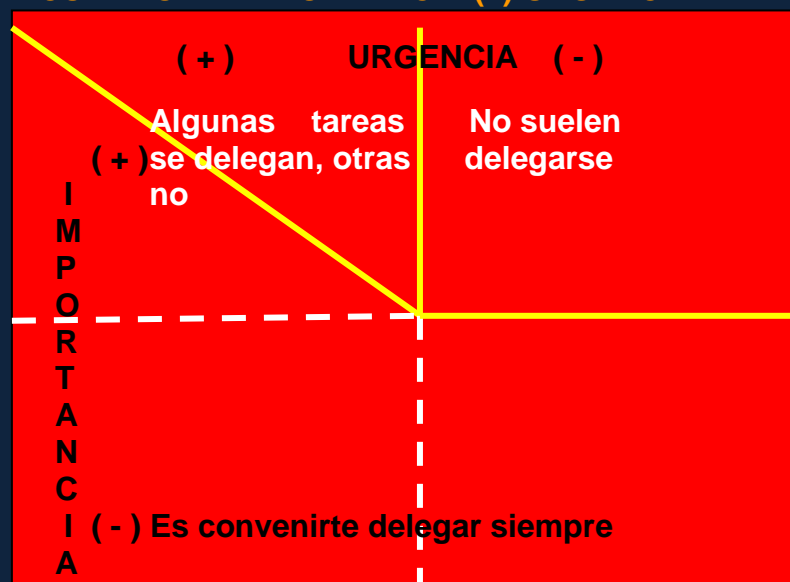 ( + ) URGENCIA ( - )
Algunas tareas No suelen
( + ) se delegan, otras delegarse
no
I
M
P
O
R
T
A
N
C
I ( - ) Es convenirte delegar siempre
A